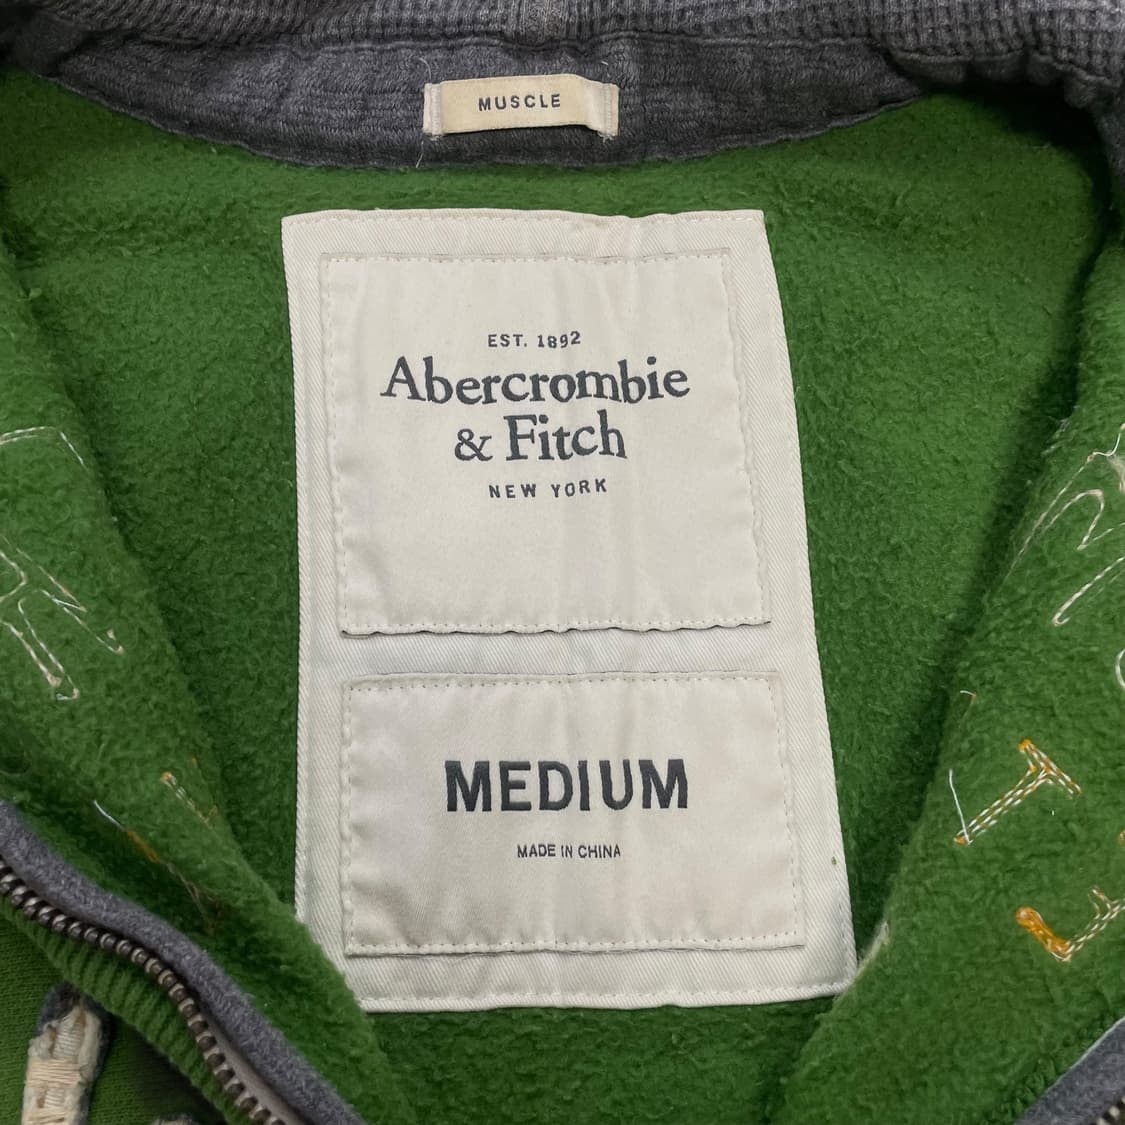 MUSCLE
EST. 1892
Abercrombie
& Fitch
NEW YORK
MEDIUM
MADE IN CHINA